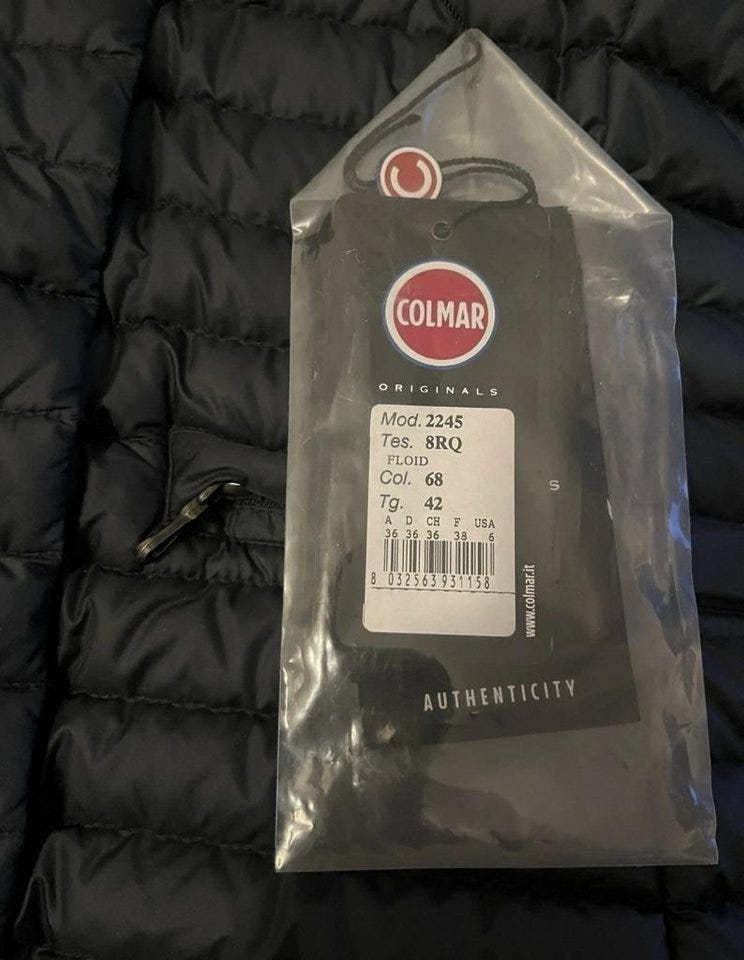 COLMAR
ORIGINALS
Mod. 2245
Tes. 8RQ
FLOID
Col. 68
Tg. 42
A D CH F USA
36 36 36 38 6
8 032563 931158
S
www.colmar.it
AUTHENTICITY